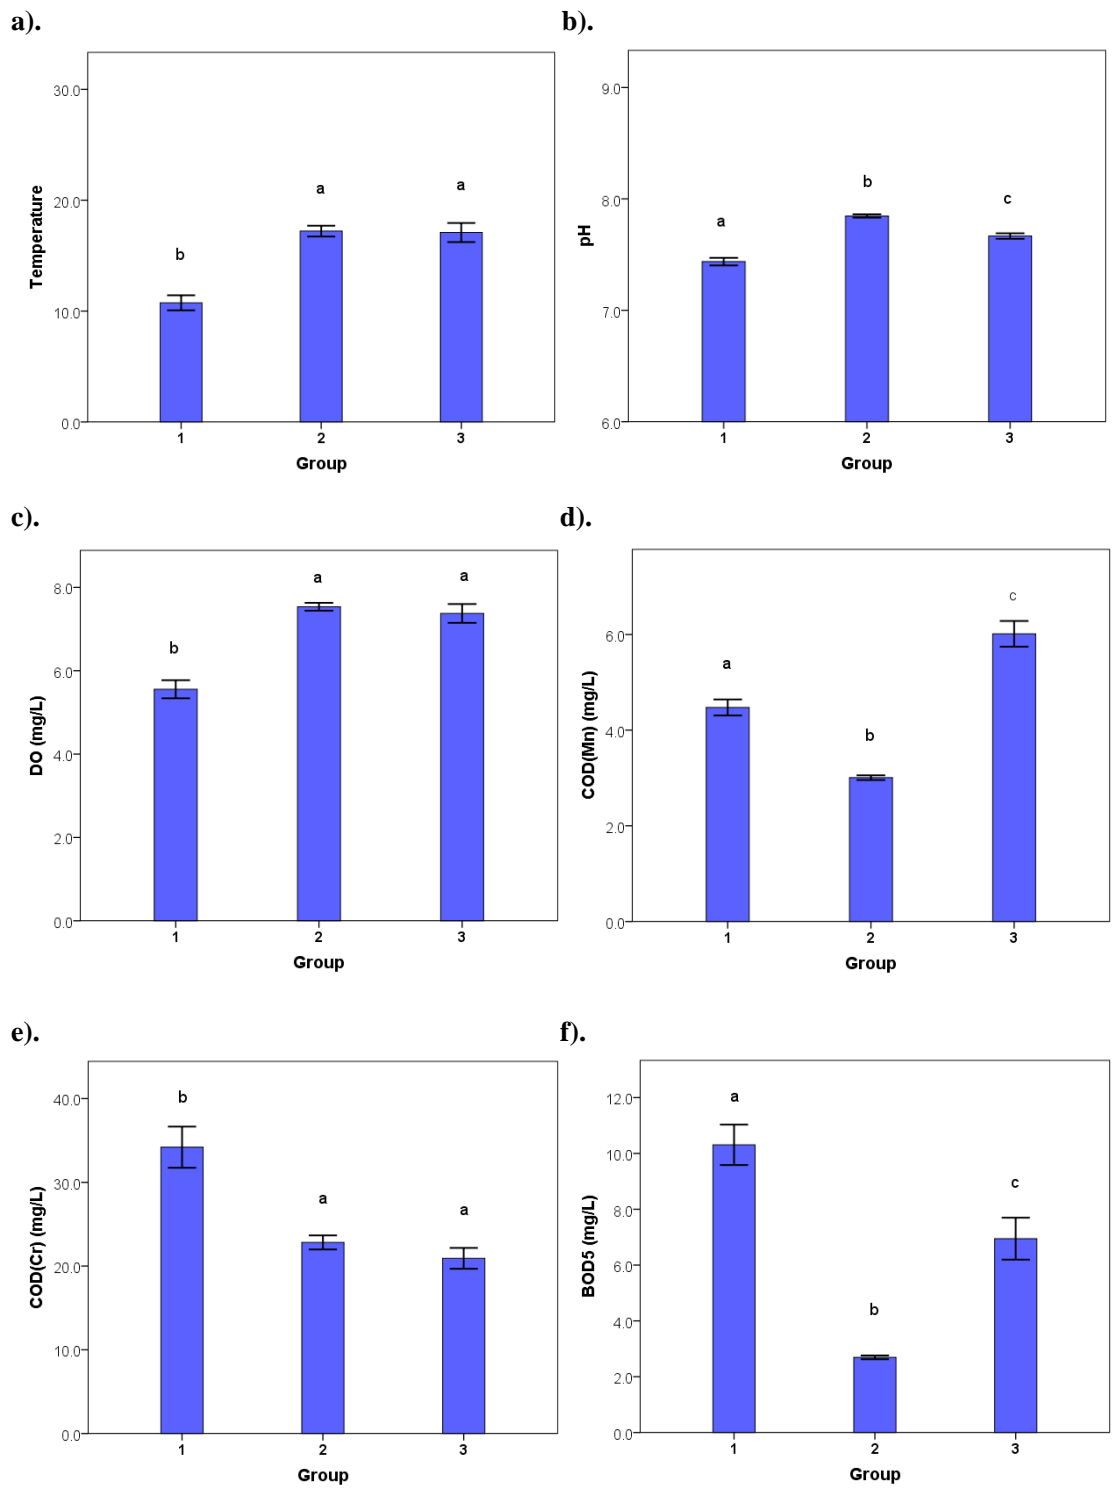 a).
30.0
20.0
10.0
0.0
Temperature
b
a
a
1 2 3
Group
b).
9.0
8.0
7.0
6.0
pH
a
b
c
1 2 3
Group
c).
8.0
6.0
4.0
2.0
0.0
DO (mg/L)
b
a
a
1 2 3
Group
d).
6.0
4.0
2.0
0.0
COD(Mn) (mg/L)
a
b
c
1 2 3
Group
e).
40.0
30.0
20.0
10.0
0.0
COD(Cr) (mg/L)
b
a
a
1 2 3
Group
f).
12.0
10.0
8.0
6.0
4.0
2.0
0.0
BOD5 (mg/L)
a
b
c
1 2 3
Group